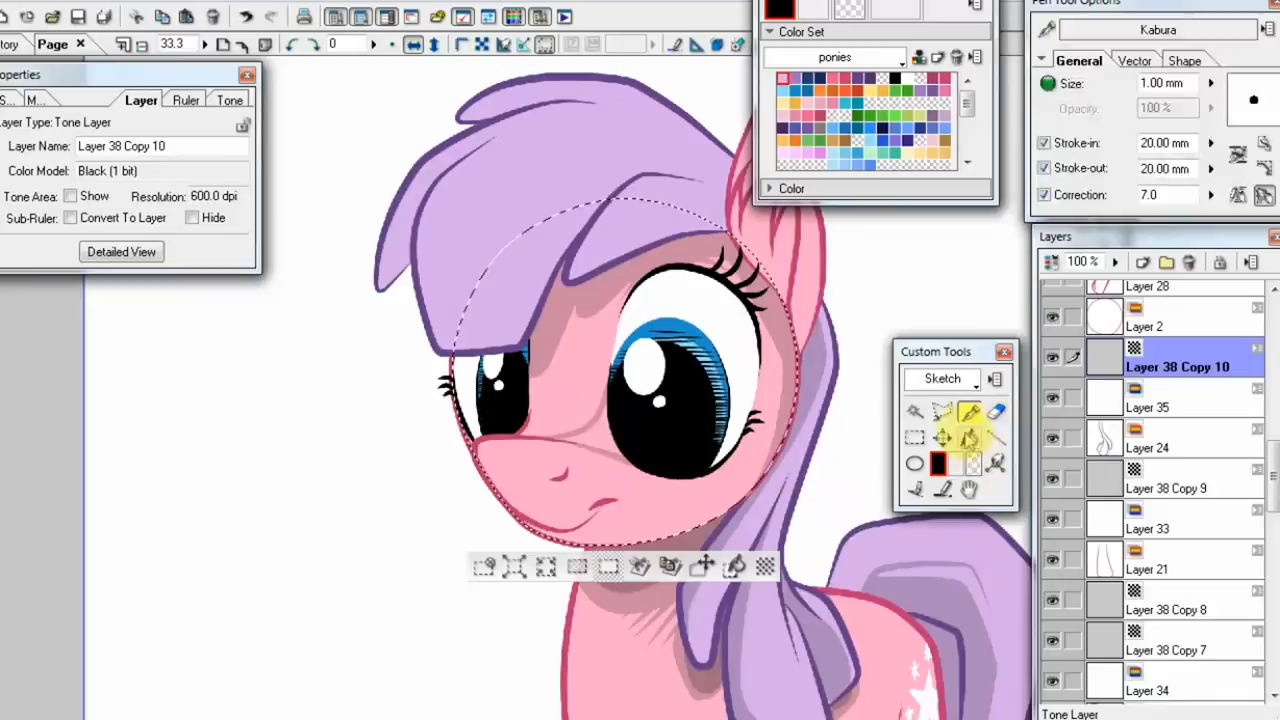 Pen Tool Options
33.3
0
tory
Page
Color Set
ponies
Color
Kabura
General
Vector
Shape
Size:
1.00 mm
Opacity:
100 %
Stroke-in:
20.00 mm
Stroke-out:
20.00 mm
Correction:
7.0
operties
S...
M...
Layer
Ruler
Tone
Layer Type: Tone Layer
Layer Name:
Layer 38 Copy 10
Color Model:
Black (1 bit)
Tone Area:
Show
Resolution:
600.0 dpi
Sub-Ruler:
Convert To Layer
Hide
Detailed View
Custom Tools
Sketch
Layers
100 %
Layer 28
Layer 2
Layer 38 Copy 10
Layer 35
Layer 24
Layer 38 Copy 9
Layer 33
Layer 21
Layer 38 Copy 8
Layer 38 Copy 7
Layer 34
Tone Layer